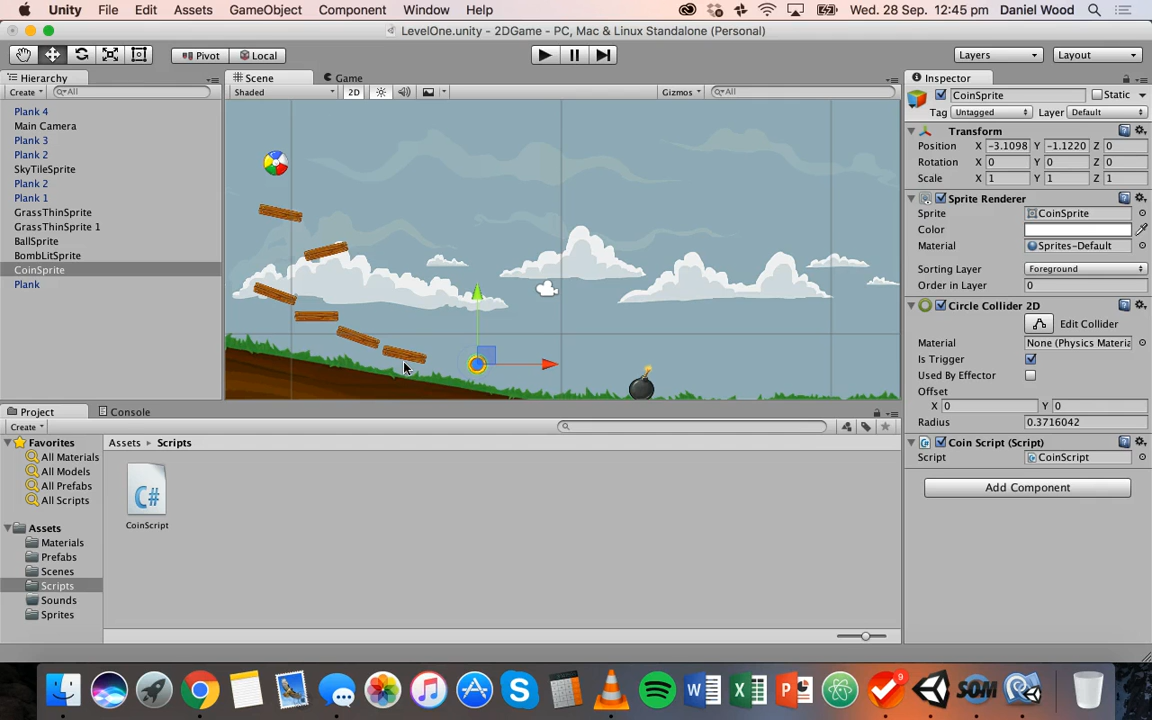 Unity File Edit Assets GameObject Component Window Help Wed. 28 Sep. 12:45 pm Daniel Wood
LevelOne.unity - 2DGame - PC, Mac & Linux Standalone (Personal)
Pivot Local Layers Layout
Hierarchy
Create All
Plank 4
Main Camera
Plank 3
Plank 2
SkyTileSprite
Plank 2
Plank 1
GrassThinSprite
GrassThinSprite 1
BallSprite
BombLitSprite
CoinSprite
Plank
Scene Game
Shaded 2D Gizmos All
Inspector
CoinSprite Static
Tag Untagged Layer Default
Transform
Position X -3.1098 Y -1.1220 Z 0
Rotation X 0 Y 0 Z 0
Scale X 1 Y 1 Z 1
Sprite Renderer
Sprite CoinSprite
Color
Material Sprites-Default
Sorting Layer Foreground
Order in Layer 0
Circle Collider 2D
Edit Collider
Material None (Physics Materia
Is Trigger
Used By Effector
Offset
X 0 Y 0
Radius 0.3716042
Coin Script (Script)
Script CoinScript
Add Component
Project Console
Create
Favorites
All Materials
All Models
All Prefabs
All Scripts
Assets
Materials
Prefabs
Scenes
Scripts
Sounds
Sprites
Assets Scripts
C#
CoinScript
9
SOM